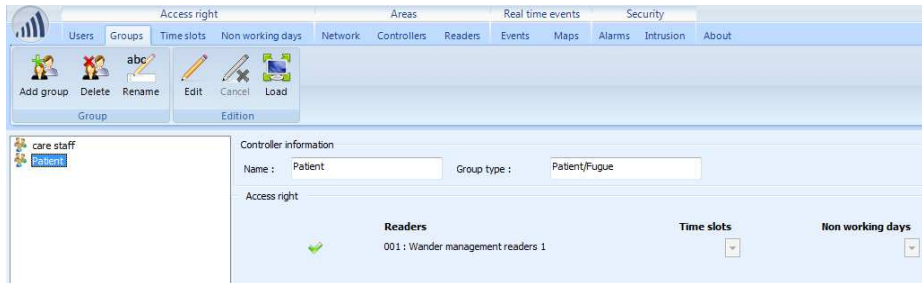 Access right Areas Real time events Security
Users Groups Time slots Non working days Network Controllers Readers Events Maps Alarms Intrusion About
abc
Add group Delete Rename Edit Cancel Load
Group Edition
care staff
Patient
Controller information
Name : Patient Group type : Patient/Fugue
Access right
Readers Time slots Non working days
001 : Wander management readers 1